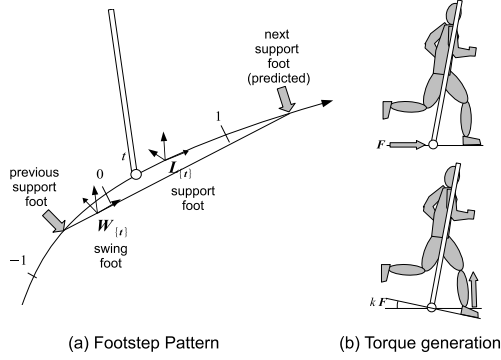 next
support
foot
(predicted)
1
F
t
I{t}
previous
support
foot
0
support
foot
W{t}
swing
foot
−1
k F
(a) Footstep Pattern
(b) Torque generation